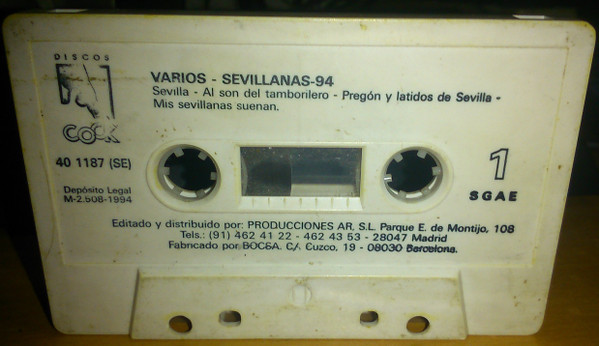 DISCOS
COSK
40 1187 (SE)
Depósito Legal
M-2.508-1994
VARIOS - SEVILLANAS-94
Sevilla - Al son del tamborilero - Pregón y latidos de Sevilla -
Mis sevillanas suenan.
1
SGAE
Editado y distribuido por: PRODUCCIONES AR, S.L. Parque E. de Montijo, 108
Tels.: (91) 462 41 22 - 462 43 53 - 28047 Madrid
Fabricado por BOC&A. C/. Cuzco, 19 - 08030 Barcelona.